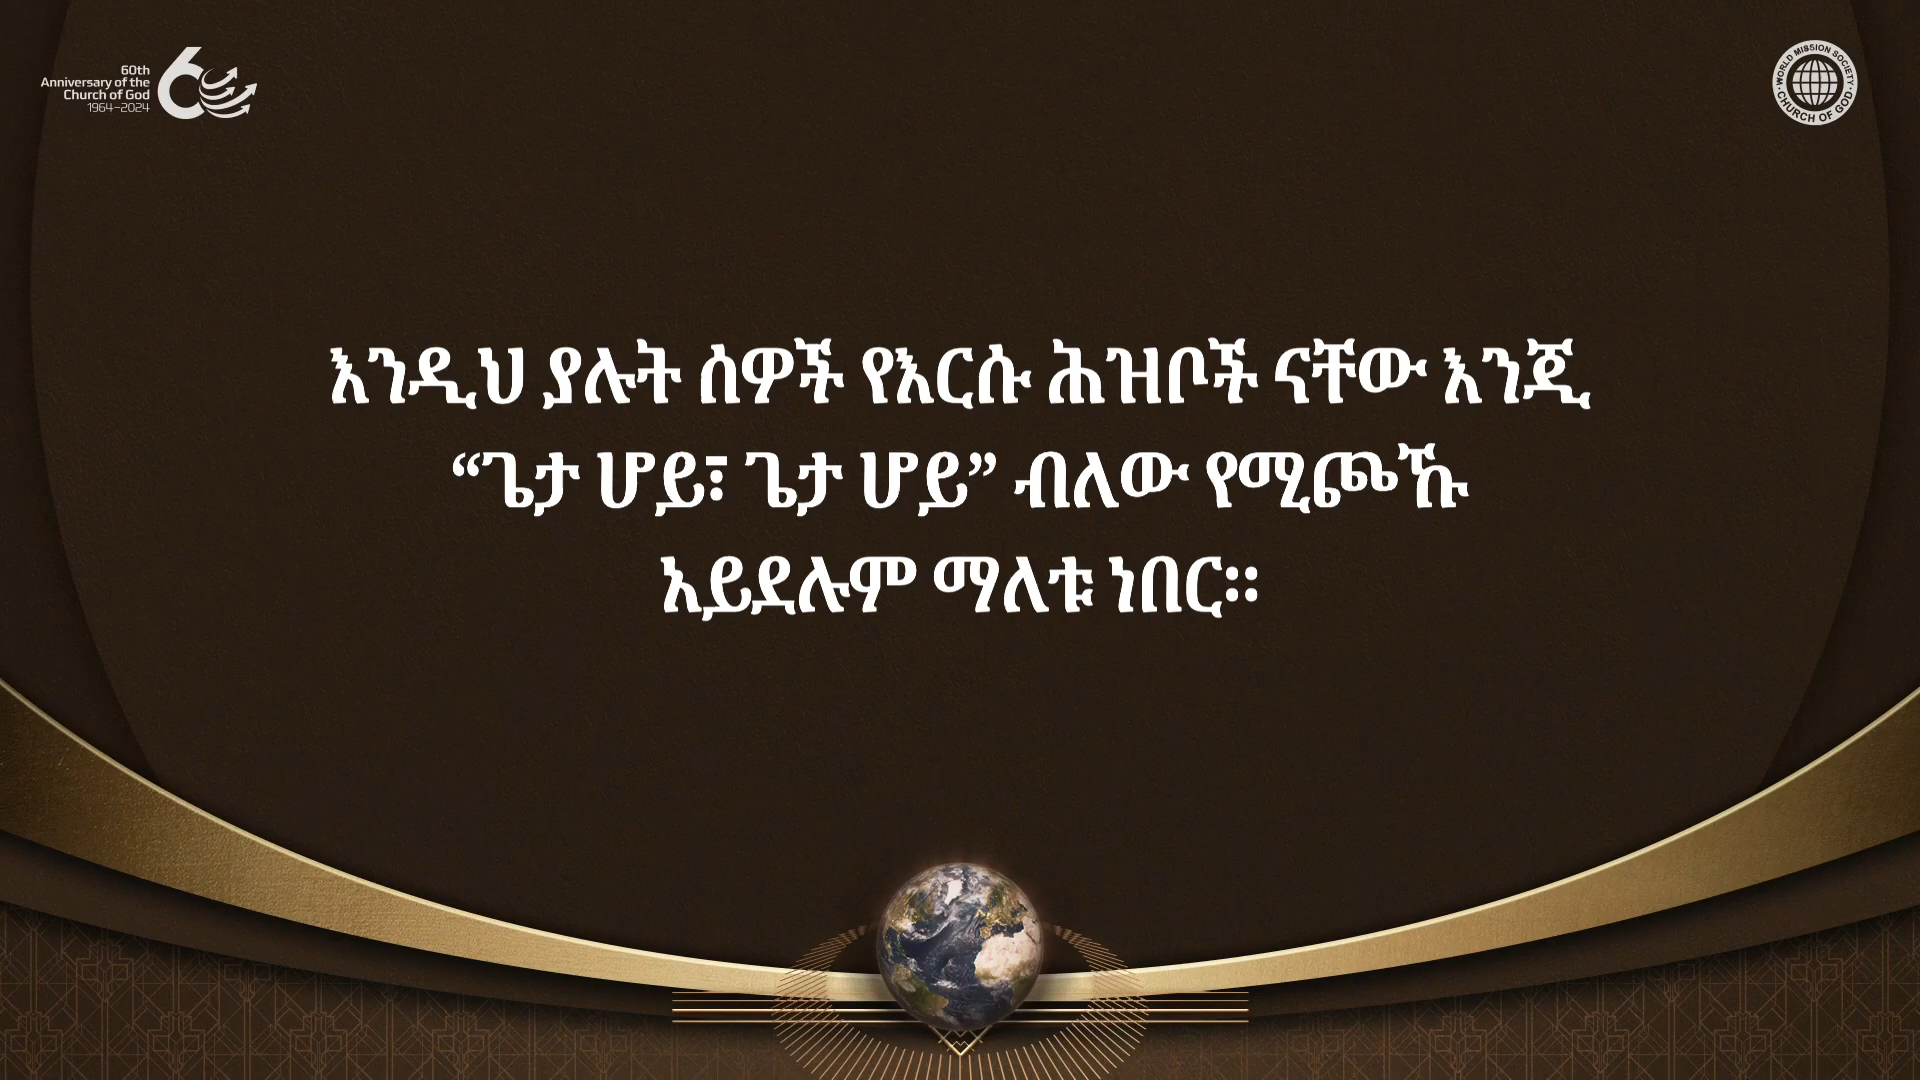 60th
Anniversary of the
Church of God
1964–2024
WORLD MISSION SOCIETY
CHURCH OF GOD
እንዲህ ያሉት ሰዎች የእርሱ ሕዝቦች ናቸው እንጂ
“ጌታ ሆይ፣ ጌታ ሆይ” ብለው የሚጮኹ
አይደሉም ማለቱ ነበር።